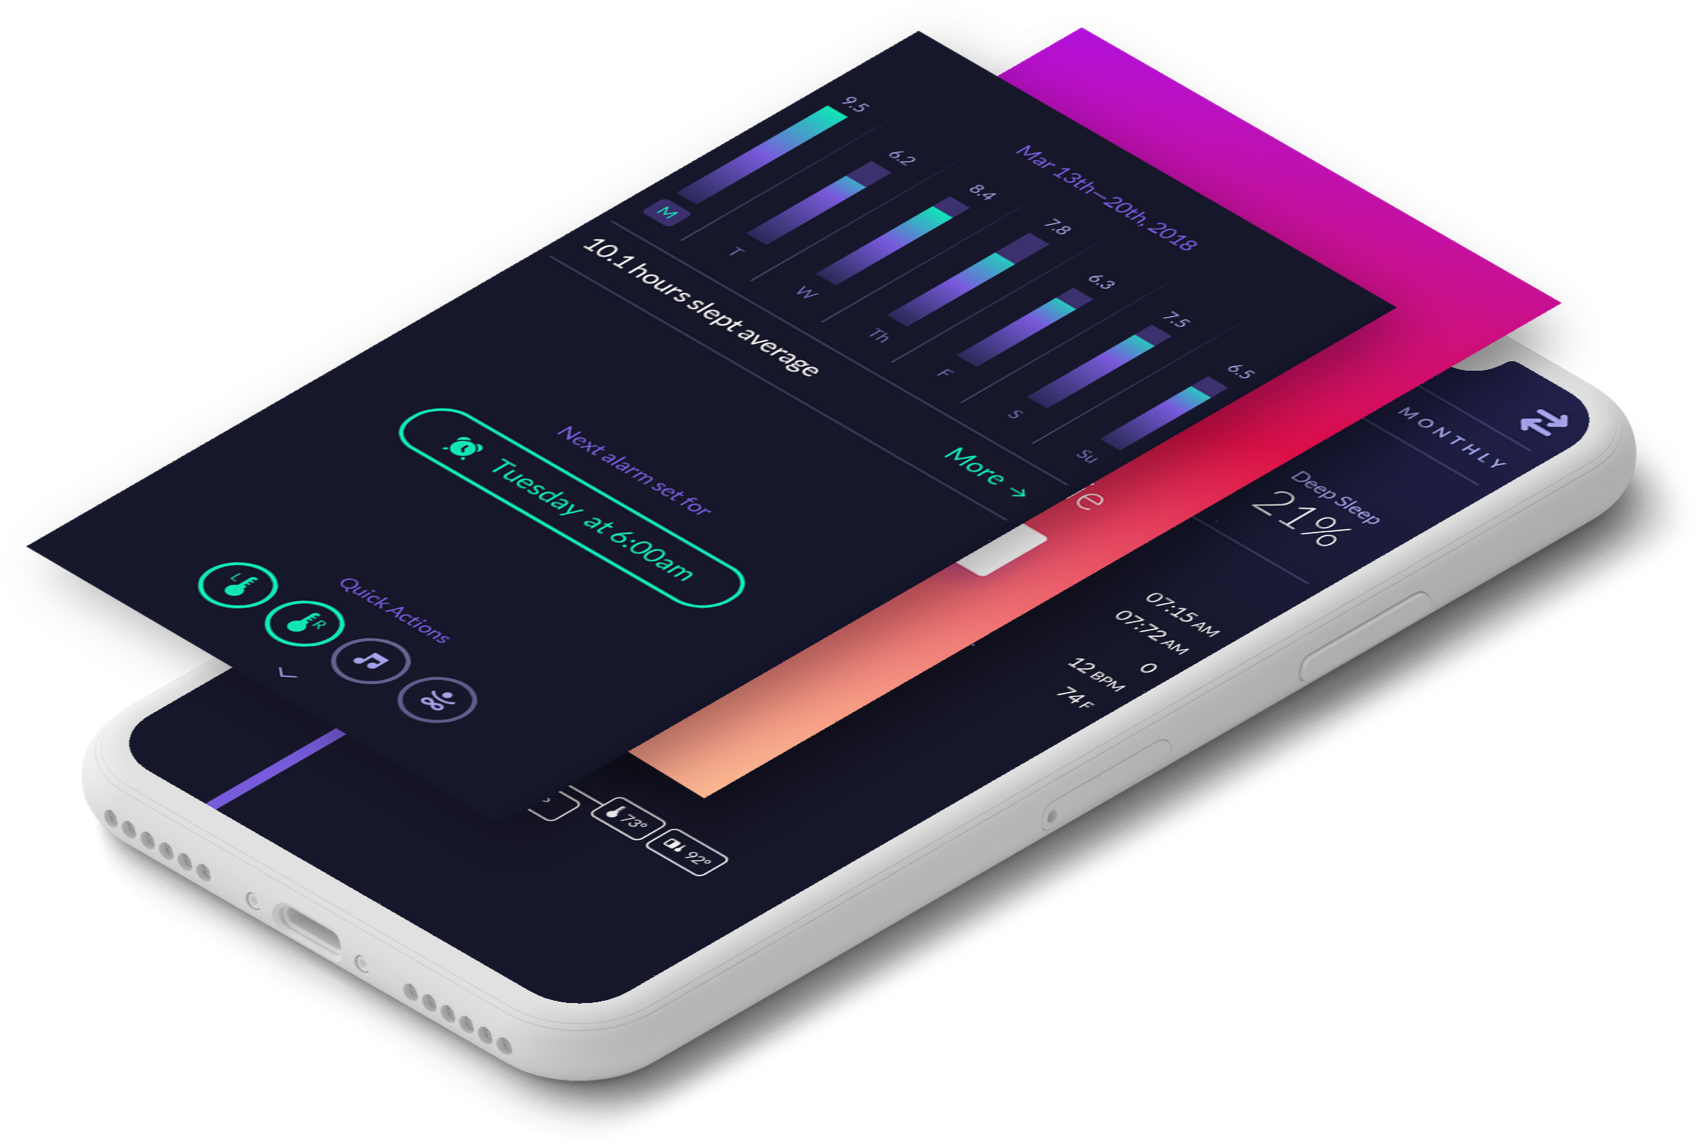 Mar 13th—20th, 2018
9.5
6.2
8.4
7.8
6.3
7.5
6.5
M
T
W
Th
F
S
Su
10.1 hours slept average
More →
Next alarm set for
Tuesday at 6:00am
Quick Actions
L
R
MONTHLY
Deep Sleep
21%
07:15 AM
07:72 AM
0
12 BPM
74 F
73°
92°